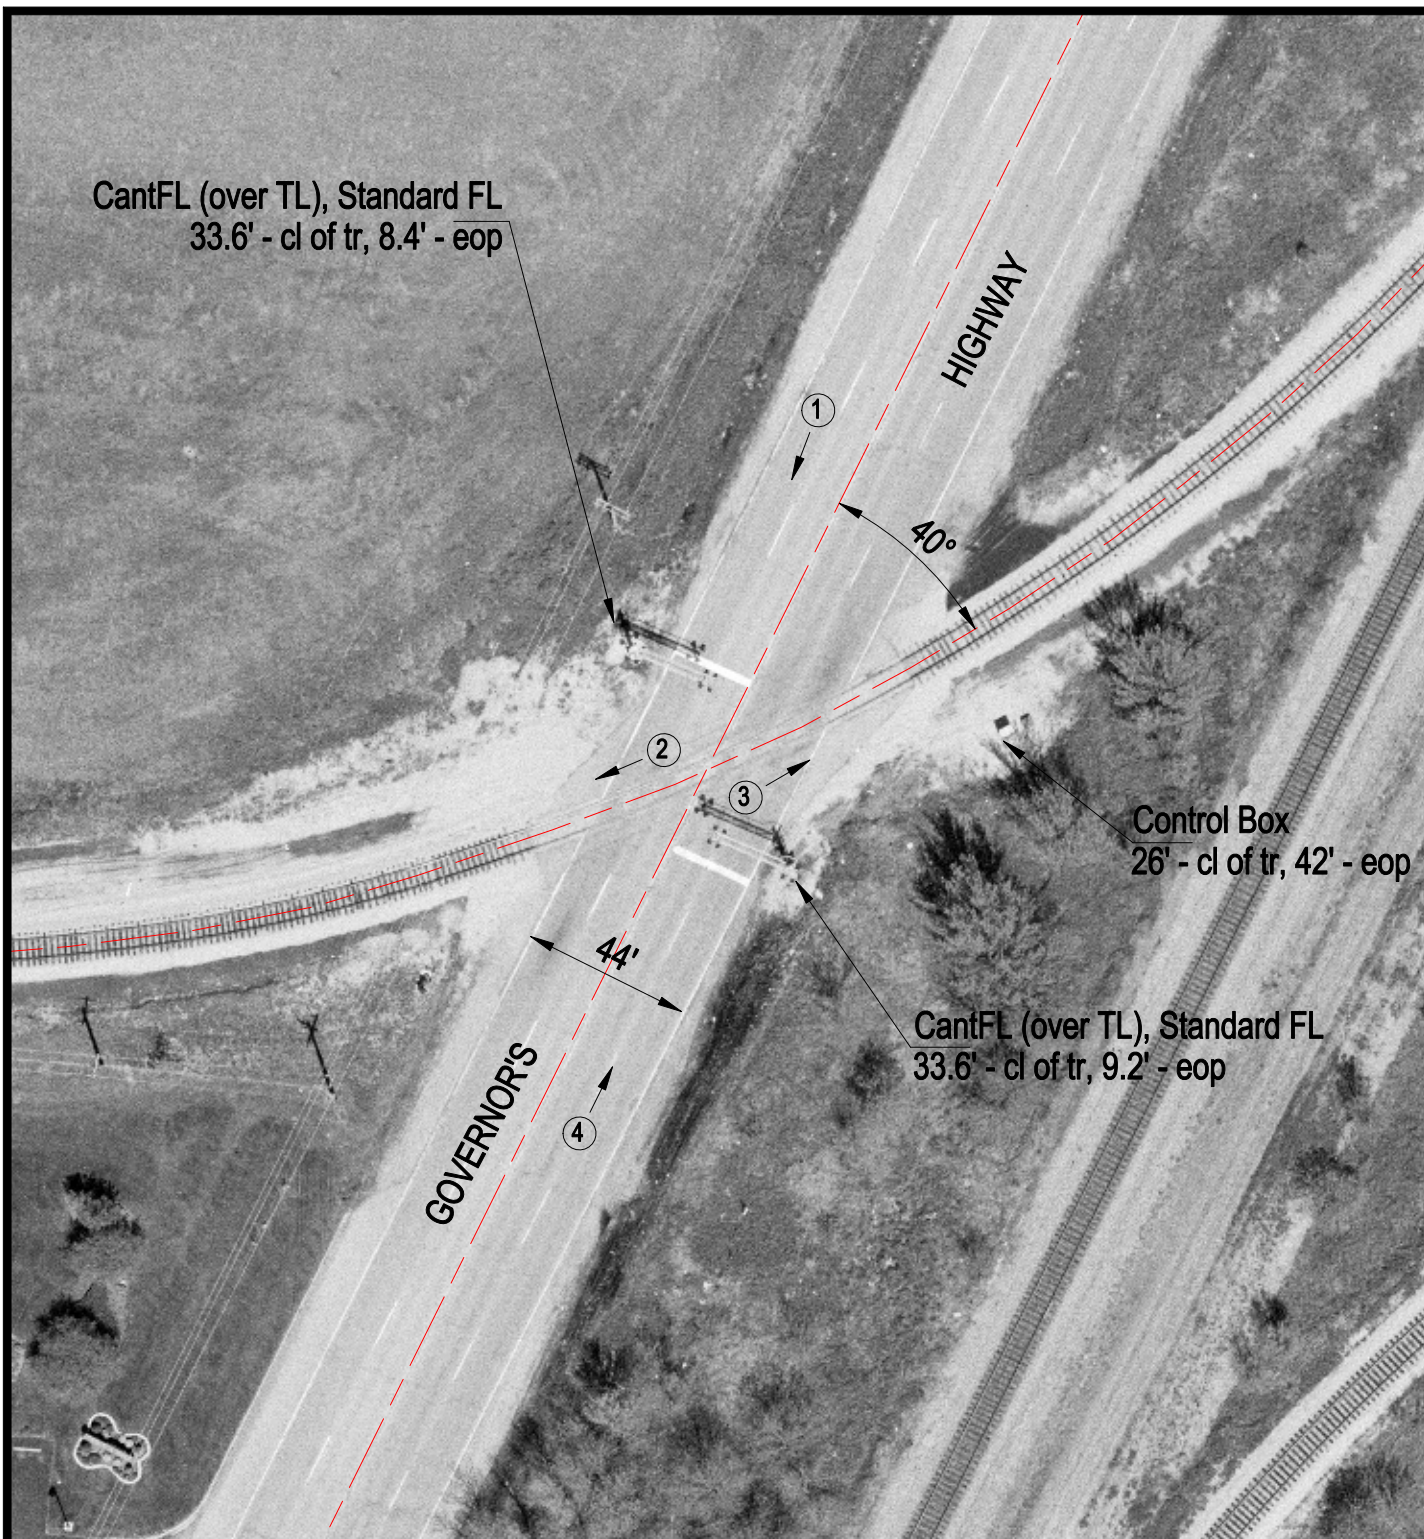 CantFL (over TL), Standard FL
33.6' - cl of tr, 8.4' - eop
HIGHWAY
1
40°
2
3
Control Box
26' - cl of tr, 42' - eop
44'
CantFL (over TL), Standard FL
33.6' - cl of tr, 9.2' - eop
GOVERNOR'S
4